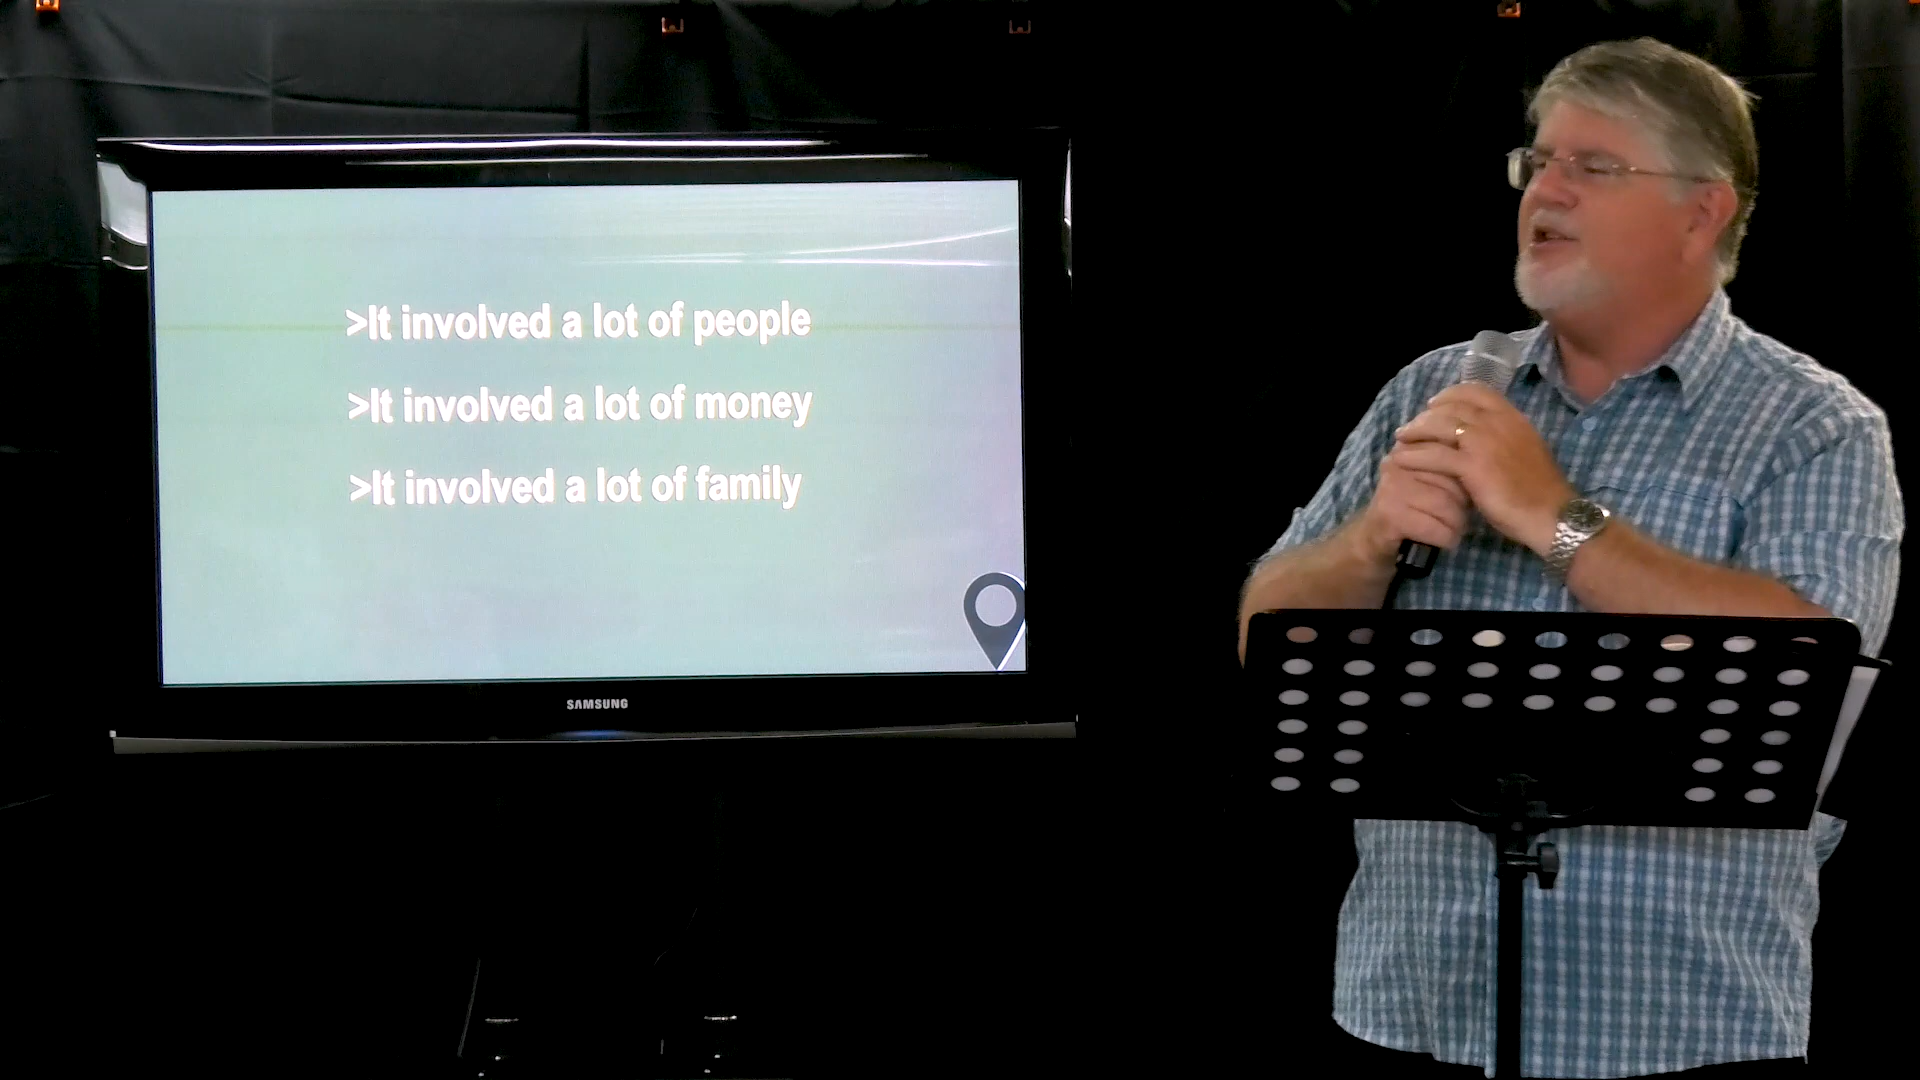 >It involved a lot of people
>It involved a lot of money
>It involved a lot of family
SAMSUNG